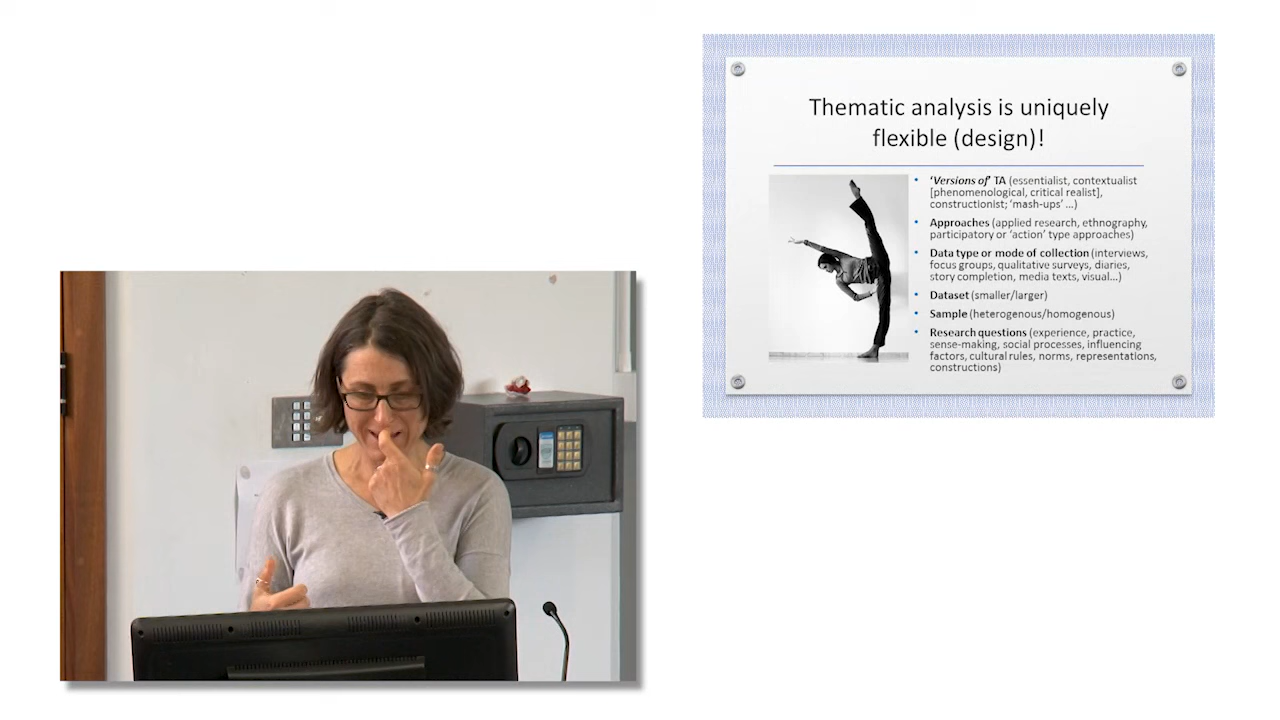 Thematic analysis is uniquely
flexible (design)!
• ‘Versions of’ TA (essentialist, contextualist
[phenomenological, critical realist],
constructionist; ‘mash-ups’ …)
• Approaches (applied research, ethnography,
participatory or ‘action’ type approaches)
• Data type or mode of collection (interviews,
focus groups, qualitative surveys, diaries,
story completion, media texts, visual…)
• Dataset (smaller/larger)
• Sample (heterogenous/homogenous)
• Research questions (experience, practice,
sense-making, social processes, influencing
factors, cultural rules, norms, representations,
constructions)